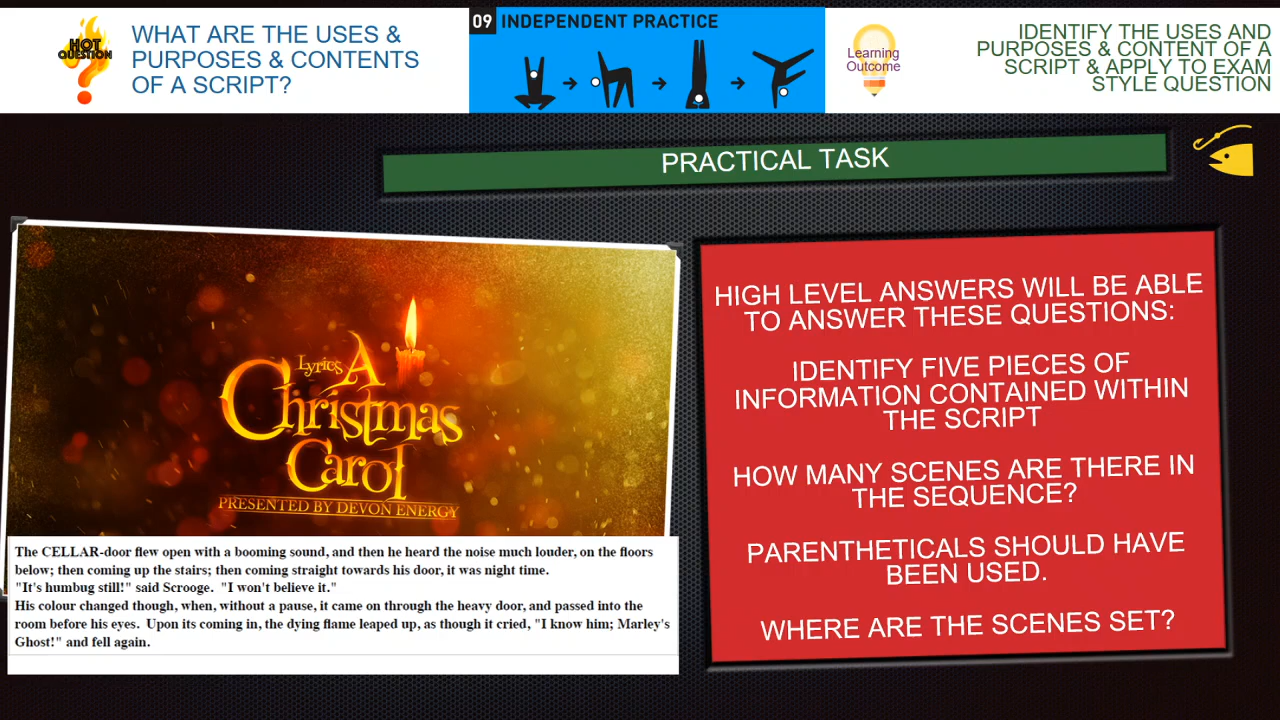 HOT
QUESTION
WHAT ARE THE USES &
PURPOSES & CONTENTS
OF A SCRIPT?
09 INDEPENDENT PRACTICE
Learning
Outcome
IDENTIFY THE USES AND
PURPOSES & CONTENT OF A
SCRIPT & APPLY TO EXAM
STYLE QUESTION
PRACTICAL TASK
Lyrics A
Christmas
Carol
PRESENTED BY DEVON ENERGY
The CELLAR-door flew open with a booming sound, and then he heard the noise much louder, on the floors
below; then coming up the stairs; then coming straight towards his door, it was night time.
"It's humbug still!" said Scrooge.  "I won't believe it."
His colour changed though, when, without a pause, it came on through the heavy door, and passed into the
room before his eyes.  Upon its coming in, the dying flame leaped up, as though it cried, "I know him; Marley's
Ghost!" and fell again.
HIGH LEVEL ANSWERS WILL BE ABLE
TO ANSWER THESE QUESTIONS:
IDENTIFY FIVE PIECES OF
INFORMATION CONTAINED WITHIN
THE SCRIPT
HOW MANY SCENES ARE THERE IN
THE SEQUENCE?
PARENTHETICALS SHOULD HAVE
BEEN USED.
WHERE ARE THE SCENES SET?